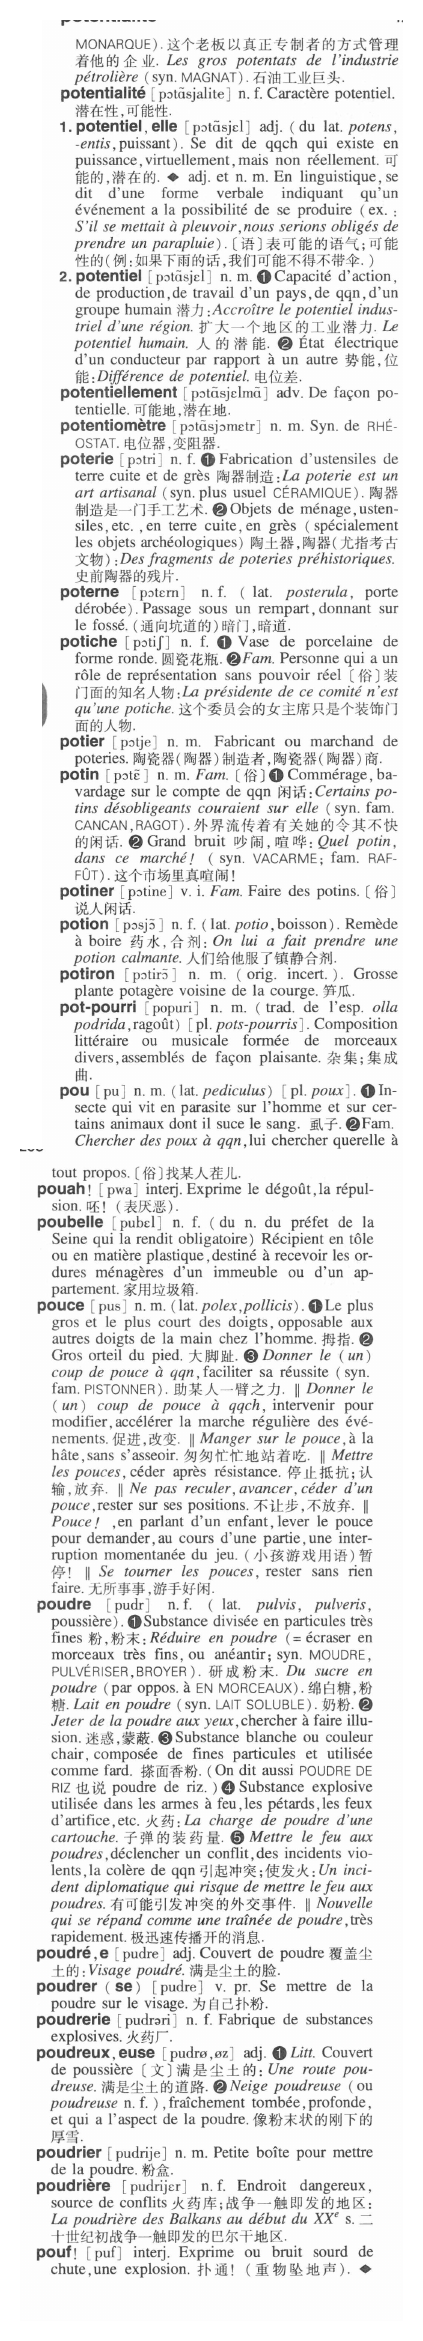 MONARQUE). 这个老板以真正专制者的方式管理
着他的企业. Les gros potentats de l'industrie
pétrolière (syn. MAGNAT). 石油工业巨头.
potentialité [pɔtɑ̃sjalite] n. f. Caractère potentiel.
潜在性,可能性.
1. potentiel, elle [pɔtɑ̃sjɛl] adj. (du lat. potens,
-entis, puissant). Se dit de qqch qui existe en
puissance, virtuellement, mais non réellement. 可
能的,潜在的. ◆ adj. et n. m. En linguistique, se
dit d'une forme verbale indiquant qu'un
événement a la possibilité de se produire (ex. :
S'il se mettait à pleuvoir, nous serions obligés de
prendre un parapluie). 〔语〕表可能的语气;可能
性的(例:如果下雨的话,我们可能不得不带伞.)
2. potentiel [pɔtɑ̃sjɛl] n. m. ❶ Capacité d'action,
de production, de travail d'un pays, de qqn, d'un
groupe humain 潜力: Accroître le potentiel indus-
triel d'une région. 扩大一个地区的工业潜力. Le
potentiel humain. 人的潜能. ❷ État électrique
d'un conducteur par rapport à un autre 势能,位
能: Différence de potentiel. 电位差.
potentiellement [pɔtɑ̃sjɛlmɑ̃] adv. De façon po-
tentielle. 可能地,潜在地.
potentiomètre [pɔtɑ̃sjɔmɛtr] n. m. Syn. de RHÉ-
OSTAT. 电位器,变阻器.
poterie [pɔtri] n. f. ❶ Fabrication d'ustensiles de
terre cuite et de grès 陶器制造: La poterie est un
art artisanal (syn. plus usuel CÉRAMIQUE). 陶器
制造是一门手工艺术. ❷ Objets de ménage, usten-
siles, etc., en terre cuite, en grès (spécialement
les objets archéologiques) 陶土器,陶器(尤指考古
文物): Des fragments de poteries préhistoriques.
史前陶器的残片.
poterne [pɔtɛrn] n. f. (lat. posterula, porte
dérobée). Passage sous un rempart, donnant sur
le fossé. (通向坑道的)暗门,暗道.
potiche [pɔtiʃ] n. f. ❶ Vase de porcelaine de
forme ronde. 圆瓷花瓶. ❷ Fam. Personne qui a un
rôle de représentation sans pouvoir réel 〔俗〕装
门面的知名人物: La présidente de ce comité n'est
qu'une potiche. 这个委员会的女主席只是个装饰门
面的人物.
potier [pɔtje] n. m. Fabricant ou marchand de
poteries. 陶瓷器(陶器)制造者,陶瓷器(陶器)商.
potin [pɔtɛ̃] n. m. Fam. 〔俗〕❶ Commérage, ba-
vardage sur le compte de qqn 闲话: Certains po-
tins désobligeants couraient sur elle (syn. fam.
CANCAN, RAGOT). 外界流传着有关她的令其不快
的闲话. ❷ Grand bruit 吵闹,喧哗: Quel potin,
dans ce marché! (syn. VACARME; fam. RAF-
FÛT). 这个市场里真喧闹!
potiner [pɔtine] v. i. Fam. Faire des potins. 〔俗〕
说人闲话.
potion [pɔsjɔ̃] n. f. (lat. potio, boisson). Remède
à boire 药水,合剂: On lui a fait prendre une
potion calmante. 人们给他服了镇静合剂.
potiron [pɔtirɔ̃] n. m. (orig. incert.). Grosse
plante potagère voisine de la courge. 笋瓜.
pot-pourri [popuri] n. m. (trad. de l'esp. olla
podrida, ragoût) [pl. pots-pourris]. Composition
littéraire ou musicale formée de morceaux
divers, assemblés de façon plaisante. 杂集;集成
曲.
pou [pu] n. m. (lat. pediculus) [pl. poux]. ❶ In-
secte qui vit en parasite sur l'homme et sur cer-
tains animaux dont il suce le sang. 虱子. ❷ Fam.
Chercher des poux à qqn, lui chercher querelle à
tout propos. 〔俗〕找某人茬儿.
pouah! [pwa] interj. Exprime le dégoût, la répul-
sion. 呸! (表厌恶).
poubelle [pubɛl] n. f. (du n. du préfet de la
Seine qui la rendit obligatoire) Récipient en tôle
ou en matière plastique, destiné à recevoir les or-
dures ménagères d'un immeuble ou d'un ap-
partement. 家用垃圾箱.
pouce [pus] n. m. (lat. pollex, pollicis). ❶ Le plus
gros et le plus court des doigts, opposable aux
autres doigts de la main chez l'homme. 拇指. ❷
Gros orteil du pied. 大脚趾. ❸ Donner le (un)
coup de pouce à qqn, faciliter sa réussite (syn.
fam. PISTONNER). 助某人一臂之力. ‖ Donner le
(un) coup de pouce à qqch, intervenir pour
modifier, accélérer la marche régulière des évé-
nements. 促进,改变. ‖ Manger sur le pouce, à la
hâte, sans s'asseoir. 匆匆忙忙地站着吃. ‖ Mettre
les pouces, céder après résistance. 停止抵抗;认
输,放弃. ‖ Ne pas reculer, avancer, céder d'un
pouce, rester sur ses positions. 不让步,不放弃. ‖
Pouce! , en parlant d'un enfant, lever le pouce
pour demander, au cours d'une partie, une inter-
ruption momentanée du jeu. (小孩游戏用语)暂
停! ‖ Se tourner les pouces, rester sans rien
faire. 无所事事,游手好闲.
poudre [pudr] n. f. (lat. pulvis, pulveris,
poussière). ❶ Substance divisée en particules très
fines 粉,粉末: Réduire en poudre (= écraser en
morceaux très fins, ou anéantir; syn. MOUDRE,
PULVÉRISER, BROYER). 研成粉末. Du sucre en
poudre (par oppos. à EN MORCEAUX). 绵白糖,粉
糖. Lait en poudre (syn. LAIT SOLUBLE). 奶粉. ❷
Jeter de la poudre aux yeux, chercher à faire illu-
sion. 迷惑,蒙蔽. ❸ Substance blanche ou couleur
chair, composée de fines particules et utilisée
comme fard. 搽面香粉. (On dit aussi POUDRE DE
RIZ 也说 poudre de riz.) ❹ Substance explosive
utilisée dans les armes à feu, les pétards, les feux
d'artifice, etc. 火药: La charge de poudre d'une
cartouche. 子弹的装药量. ❺ Mettre le feu aux
poudres, déclencher un conflit, des incidents vio-
lents, la colère de qqn 引起冲突;使发火: Un inci-
dent diplomatique qui risque de mettre le feu aux
poudres. 有可能引发冲突的外交事件. ‖ Nouvelle
qui se répand comme une traînée de poudre, très
rapidement. 极迅速传播开的消息.
poudré, e [pudre] adj. Couvert de poudre 覆盖尘
土的: Visage poudré. 满是尘土的脸.
poudrer (se) [pudre] v. pr. Se mettre de la
poudre sur le visage. 为自己扑粉.
poudrerie [pudrəri] n. f. Fabrique de substances
explosives. 火药厂.
poudreux, euse [pudrø, øz] adj. ❶ Litt. Couvert
de poussière 〔文〕满是尘土的: Une route pou-
dreuse. 满是尘土的道路. ❷ Neige poudreuse (ou
poudreuse n. f.), fraîchement tombée, profonde,
et qui a l'aspect de la poudre. 像粉末状的刚下的
厚雪.
poudrier [pudrije] n. m. Petite boîte pour mettre
de la poudre. 粉盒.
poudrière [pudrijɛr] n. f. Endroit dangereux,
source de conflits 火药库;战争一触即发的地区:
La poudrière des Balkans au début du XXe s. 二
十世纪初战争一触即发的巴尔干地区.
pouf! [puf] interj. Exprime ou bruit sourd de
chute, une explosion. 扑通! (重物坠地声). ◆